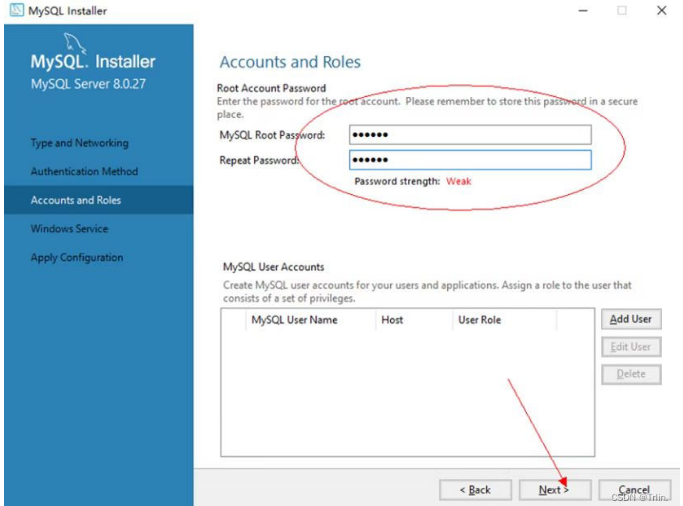 MySQL Installer
MySQL. Installer
MySQL Server 8.0.27
Type and Networking
Authentication Method
Accounts and Roles
Windows Service
Apply Configuration
Accounts and Roles
Root Account Password
Enter the password for the root account. Please remember to store this password in a secure
place.
MySQL Root Password: ●●●●●●
Repeat Password: ●●●●●●
Password strength: Weak
MySQL User Accounts
Create MySQL user accounts for your users and applications. Assign a role to the user that
consists of a set of privileges.
MySQL User Name Host User Role
Add User
Edit User
Delete
< Back Next > Cancel